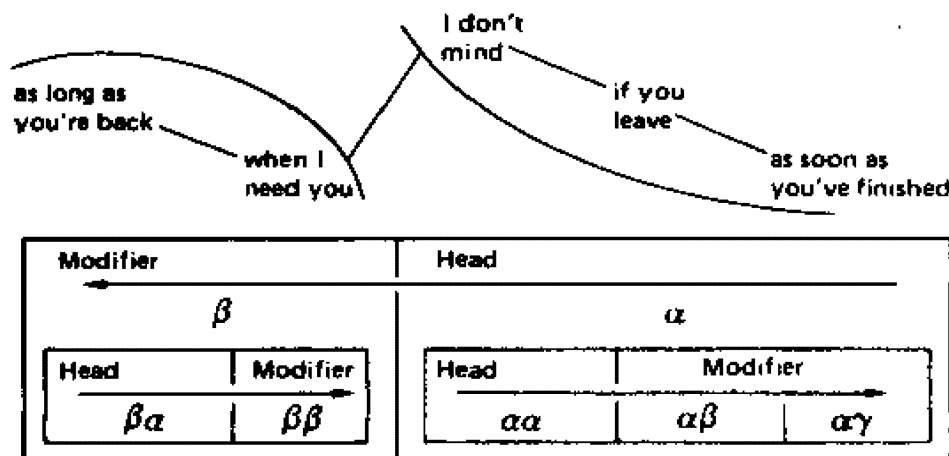 I don't
mind
as long as
you're back
if you
leave
when I
need you
as soon as
you've finished
Modifier Head
β α
Head Modifier Head Modifier
βα ββ αα αβ αγ